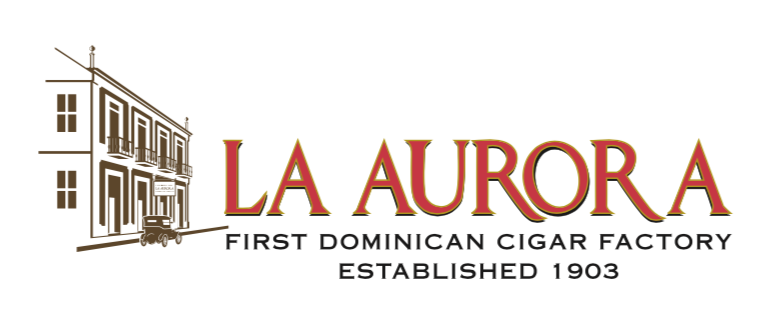 LA AURORA
FIRST DOMINICAN CIGAR FACTORY
ESTABLISHED 1903